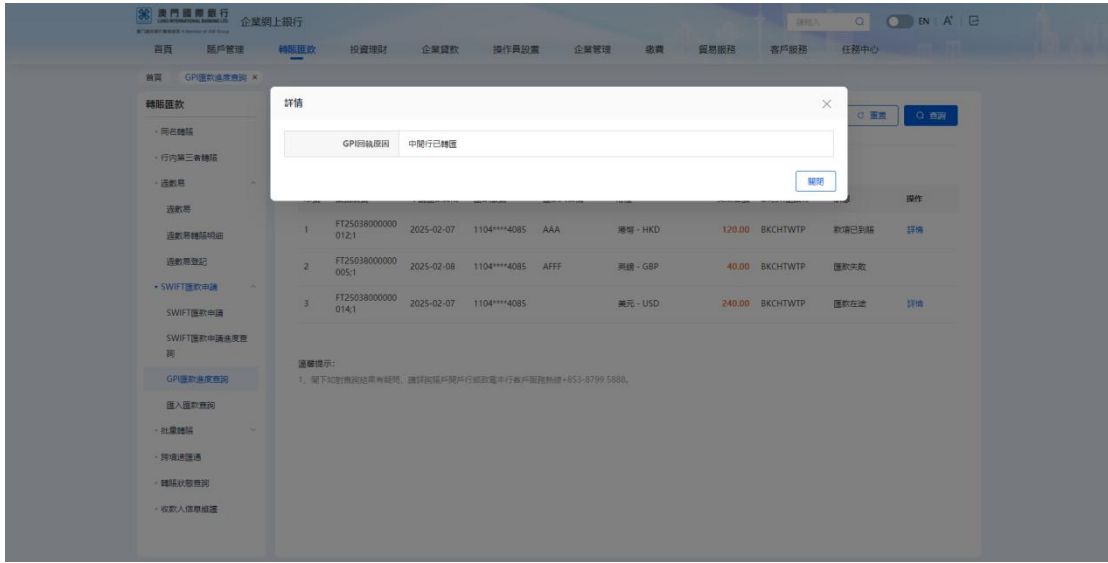 澳門國際銀行 企業網上銀行
LUSO INTERNATIONAL BANKING LTD.
請輸入 EN A⁺
首頁 賬戶管理 轉賬匯款 投資理財 企業貸款 操作員設置 企業管理 繳費 貿易服務 客戶服務 任務中心
首頁 GPI匯款進度查詢 ×
轉賬匯款
詳情 ×
重置 查詢
· 同名轉賬
GPI回執原因 中間行已轉匯
· 行內第三者轉賬
· 過數易
關閉
操作
過數易
過數易轉賬明細
過數易登記
1 FT25038000000012;1 2025-02-07 1104****4085 AAA 港幣 - HKD 120.00 BKCHTWTP 款項已到賬 詳情
2 FT25038000000005;1 2025-02-08 1104****4085 AFFF 英鎊 - GBP 40.00 BKCHTWTP 匯款失敗
3 FT25038000000014;1 2025-02-07 1104****4085 美元 - USD 240.00 BKCHTWTP 匯款在途 詳情
• SWIFT匯款申請
SWIFT匯款申請
SWIFT匯款申請進度查
詢
GPI匯款進度查詢
匯入匯款查詢
溫馨提示：
1、閣下如對查詢結果有疑問，請詳詢賬戶開戶行或致電本行客戶服務熱線+853-8799 5888。
· 批量轉賬
· 跨境速匯通
· 轉賬狀態查詢
· 收款人信息維護